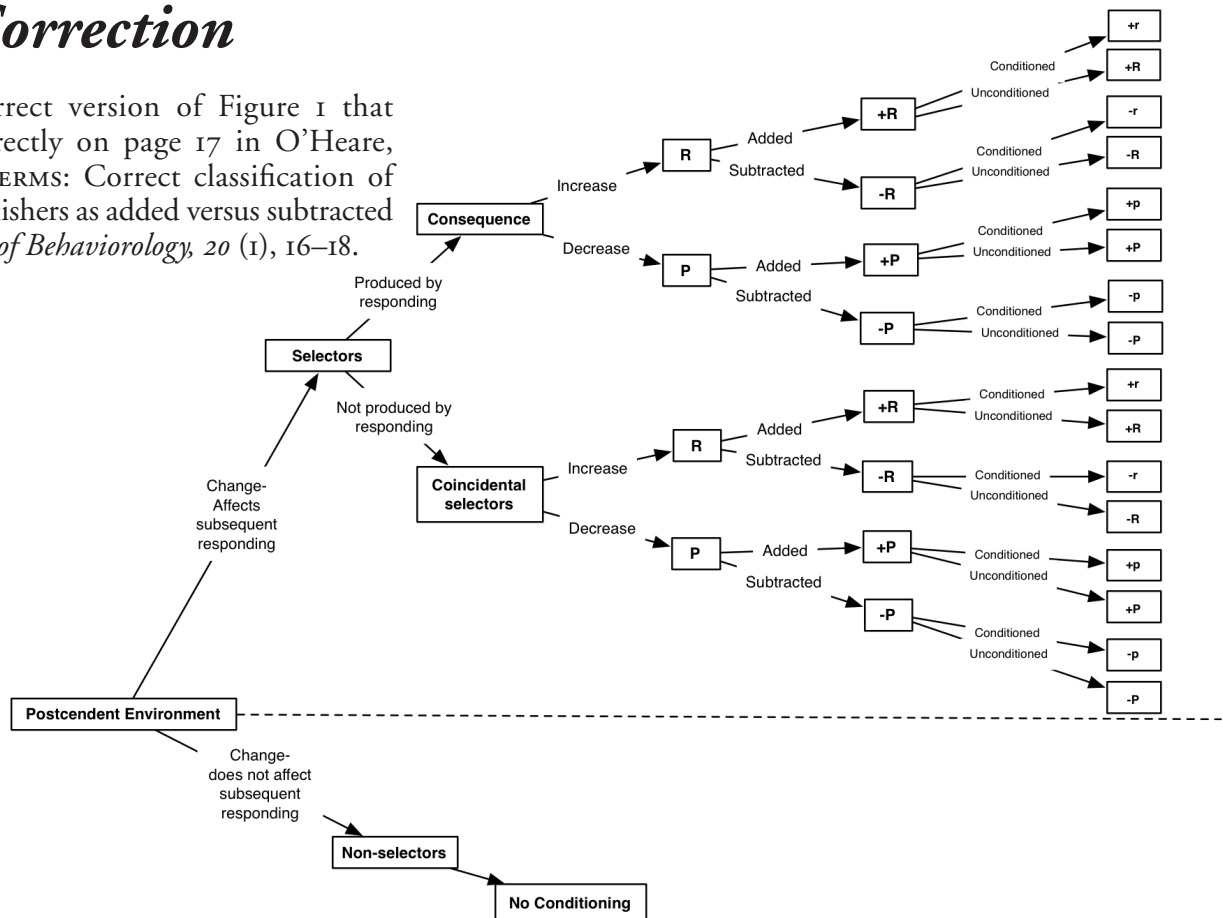 Correction
rrect version of Figure 1 that
rectly on page 17 in O’Heare,
ERMS: Correct classification of
lishers as added versus subtracted
of Behaviorology, 20 (1), 16–18.
Postcendent Environment
Change-
Affects
subsequent
responding
Selectors
Produced by
responding
Consequence
Increase
R
Added
+R
Conditioned
+r
Unconditioned
+R
Subtracted
-R
Conditioned
-r
Unconditioned
-R
Decrease
P
Added
+P
Conditioned
+p
Unconditioned
+P
Subtracted
-P
Conditioned
-p
Unconditioned
-P
Not produced by
responding
Coincidental
selectors
Increase
R
Added
+R
Conditioned
+r
Unconditioned
+R
Subtracted
-R
Conditioned
-r
Unconditioned
-R
Decrease
P
Added
+P
Conditioned
+p
Unconditioned
+P
Subtracted
-P
Conditioned
-p
Unconditioned
-P
Change-
does not affect
subsequent
responding
Non-selectors
No Conditioning